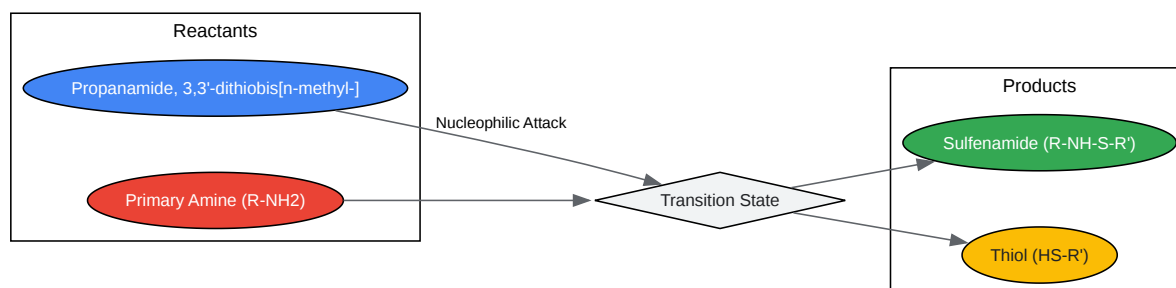 Reactants
Propanamide, 3,3'-dithiobis[n-methyl-]
Primary Amine (R-NH2)
Nucleophilic Attack
Transition State
Products
Sulfenamide (R-NH-S-R')
Thiol (HS-R')